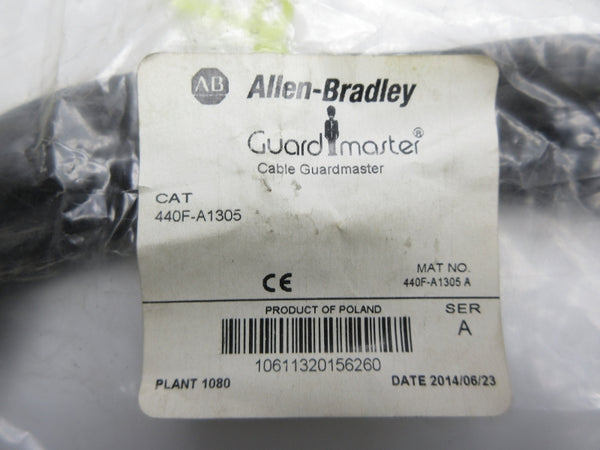 AB Allen-Bradley
Guardmaster®
Cable Guardmaster
CAT
440F-A1305
CE
MAT NO.
440F-A1305 A
PRODUCT OF POLAND
SER
A
10611320156260
PLANT 1080
DATE 2014/06/23